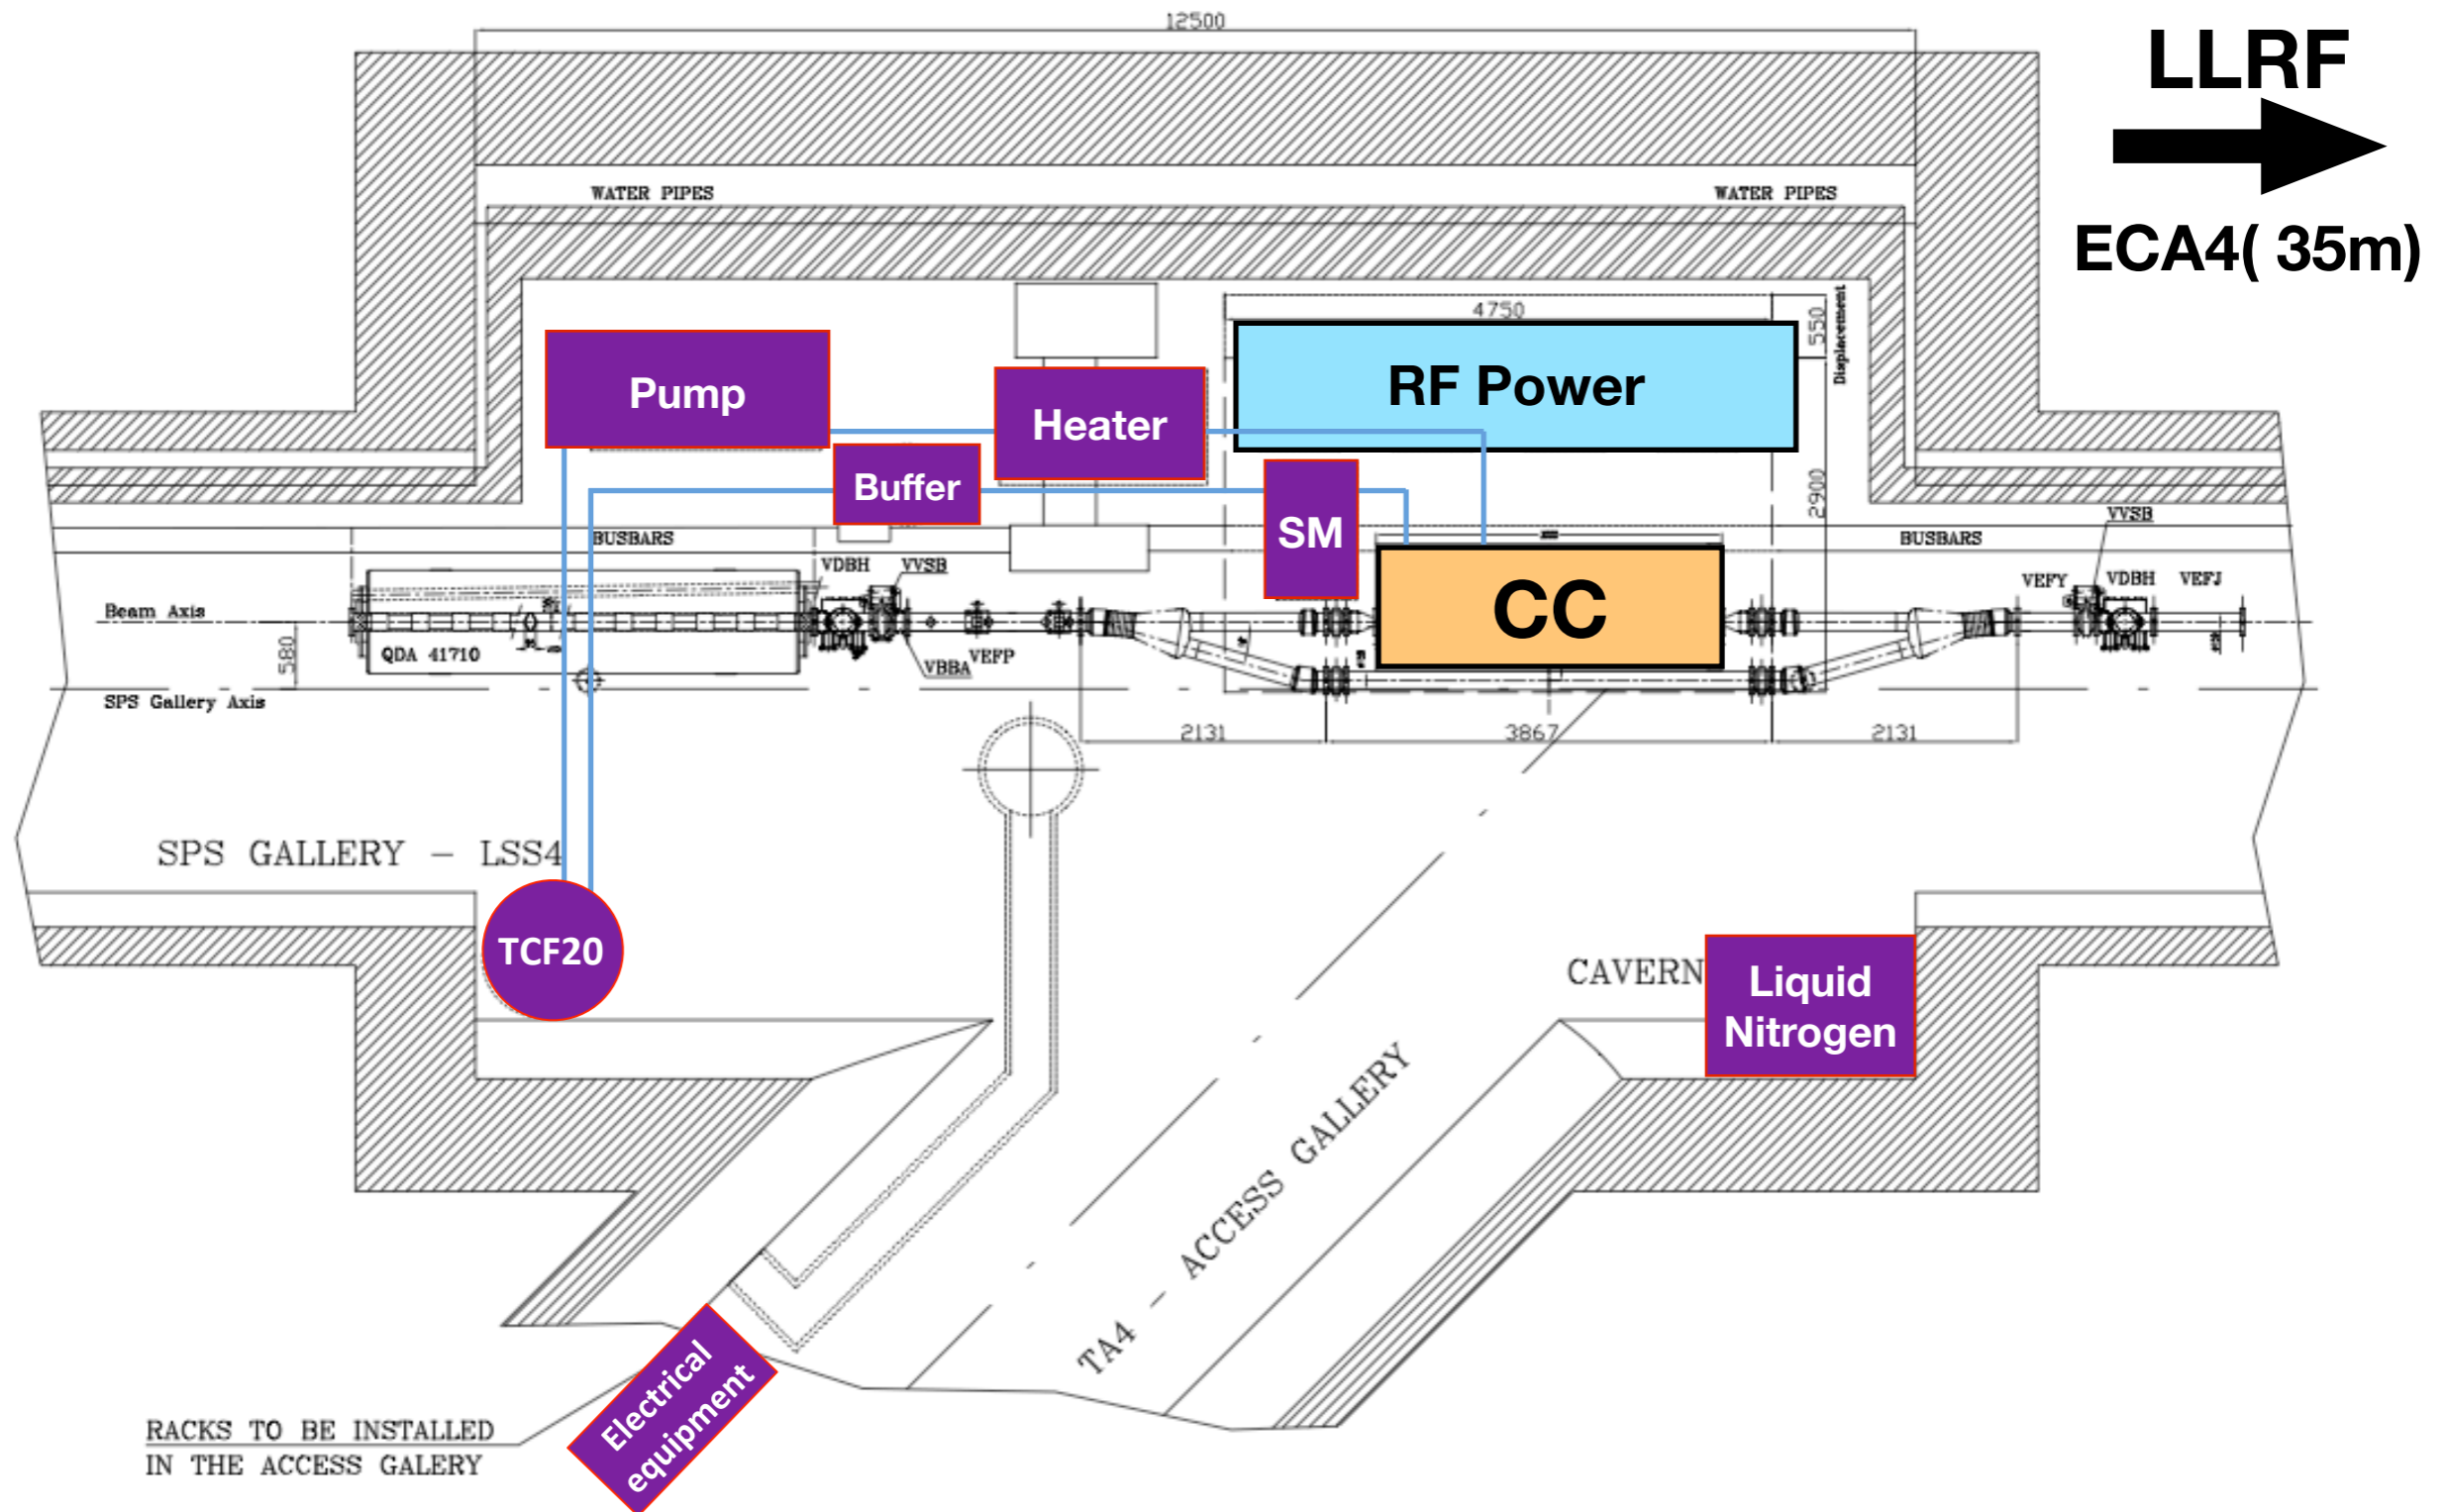 12500
LLRF
ECA4( 35m)
WATER PIPES
WATER PIPES
4750
550
Displacement
Pump
Heater
RF Power
Buffer
SM
2900
VVSB
BUSBARS
BUSBARS
VDBH
VVSB
CC
VEFY
VDBH
VEFJ
Beam Axis
580
QDA 41710
VBBA
VEFP
SPS Gallery Axis
2131
3867
2131
SPS GALLERY – LSS4
TCF20
CAVERN
Liquid
Nitrogen
TA4 – ACCESS GALLERY
Electrical
equipment
RACKS TO BE INSTALLED
IN THE ACCESS GALERY